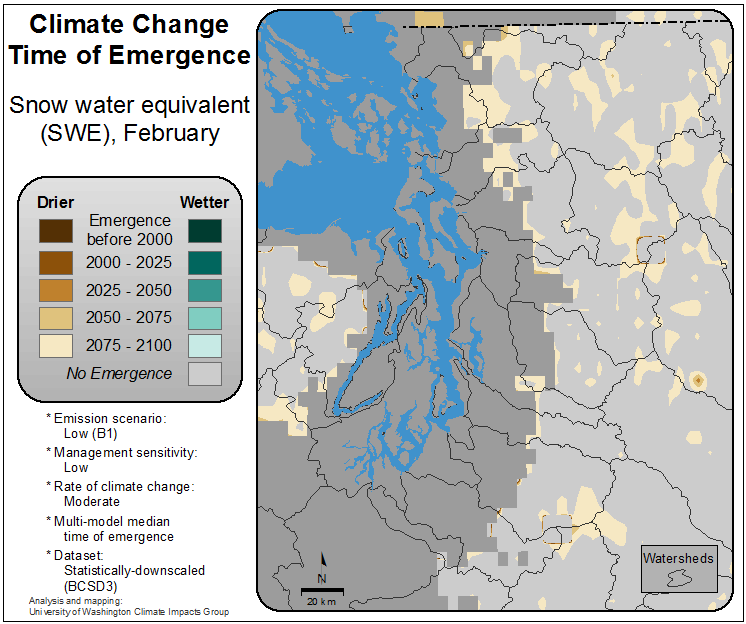 Climate Change
Time of Emergence
Snow water equivalent
(SWE), February
Drier
Wetter
Emergence
before 2000
2000 - 2025
2025 - 2050
2050 - 2075
2075 - 2100
No Emergence
* Emission scenario:
Low (B1)
* Management sensitivity:
Low
* Rate of climate change:
Moderate
* Multi-model median
time of emergence
* Dataset:
Statistically-downscaled
(BCSD3)
Analysis and mapping:
University of Washington Climate Impacts Group
N
20 km
Watersheds